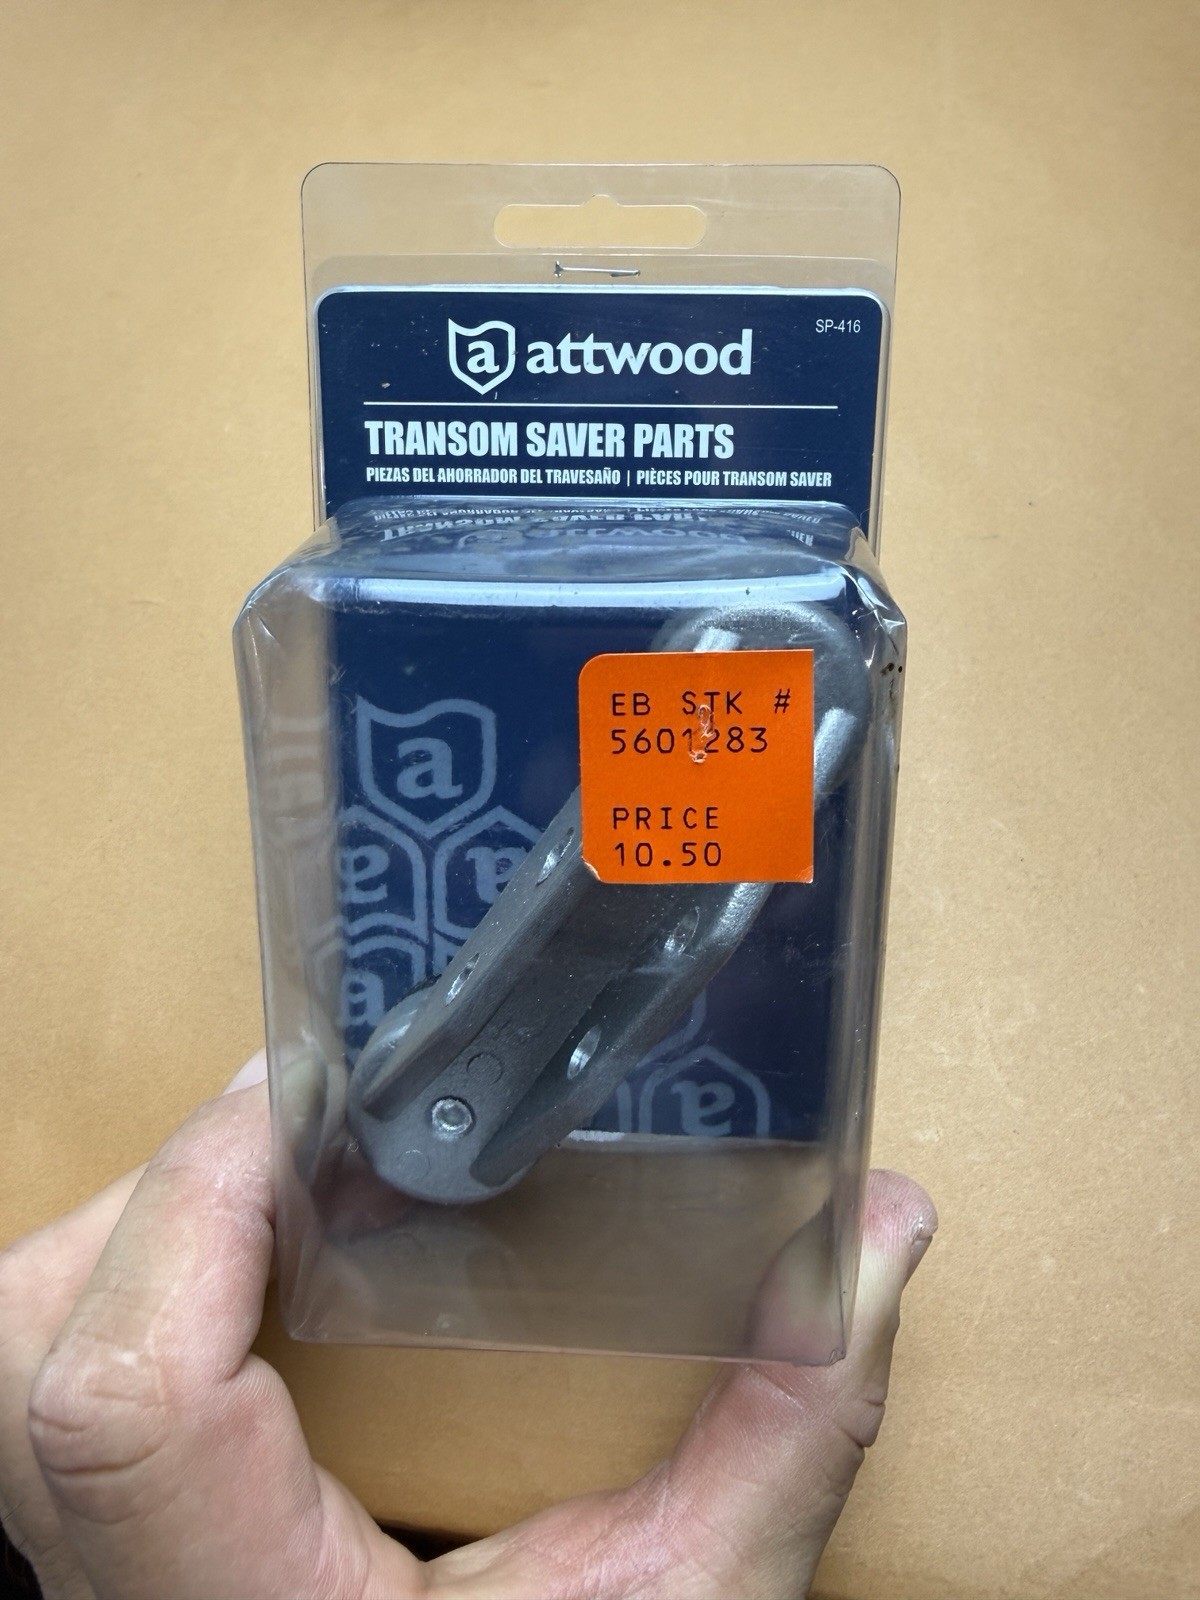 SP-416
a attwood
TRANSOM SAVER PARTS
PIEZAS DEL AHORRADOR DEL TRAVESAÑO | PIÈCES POUR TRANSOM SAVER
EB STK #
5601283
PRICE
10.50
a
a a
a
a